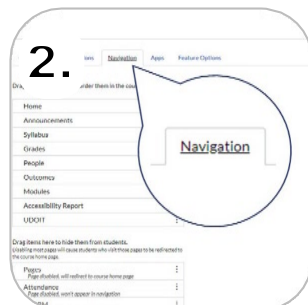 2.
ons Navigation Apps Feature Options
Navigation
Drag
order them in the cou
Home
Announcements
Syllabus
Grades
People
Outcomes
Modules
Accessibility Report
UDOIT
Drag items here to hide them from students.
Disabling most pages will cause students who visit those pages to be redirected to
the course home page.
Pages
Page disabled, will redirect to course home page
Attendance
Page disabled, won't appear in navigation